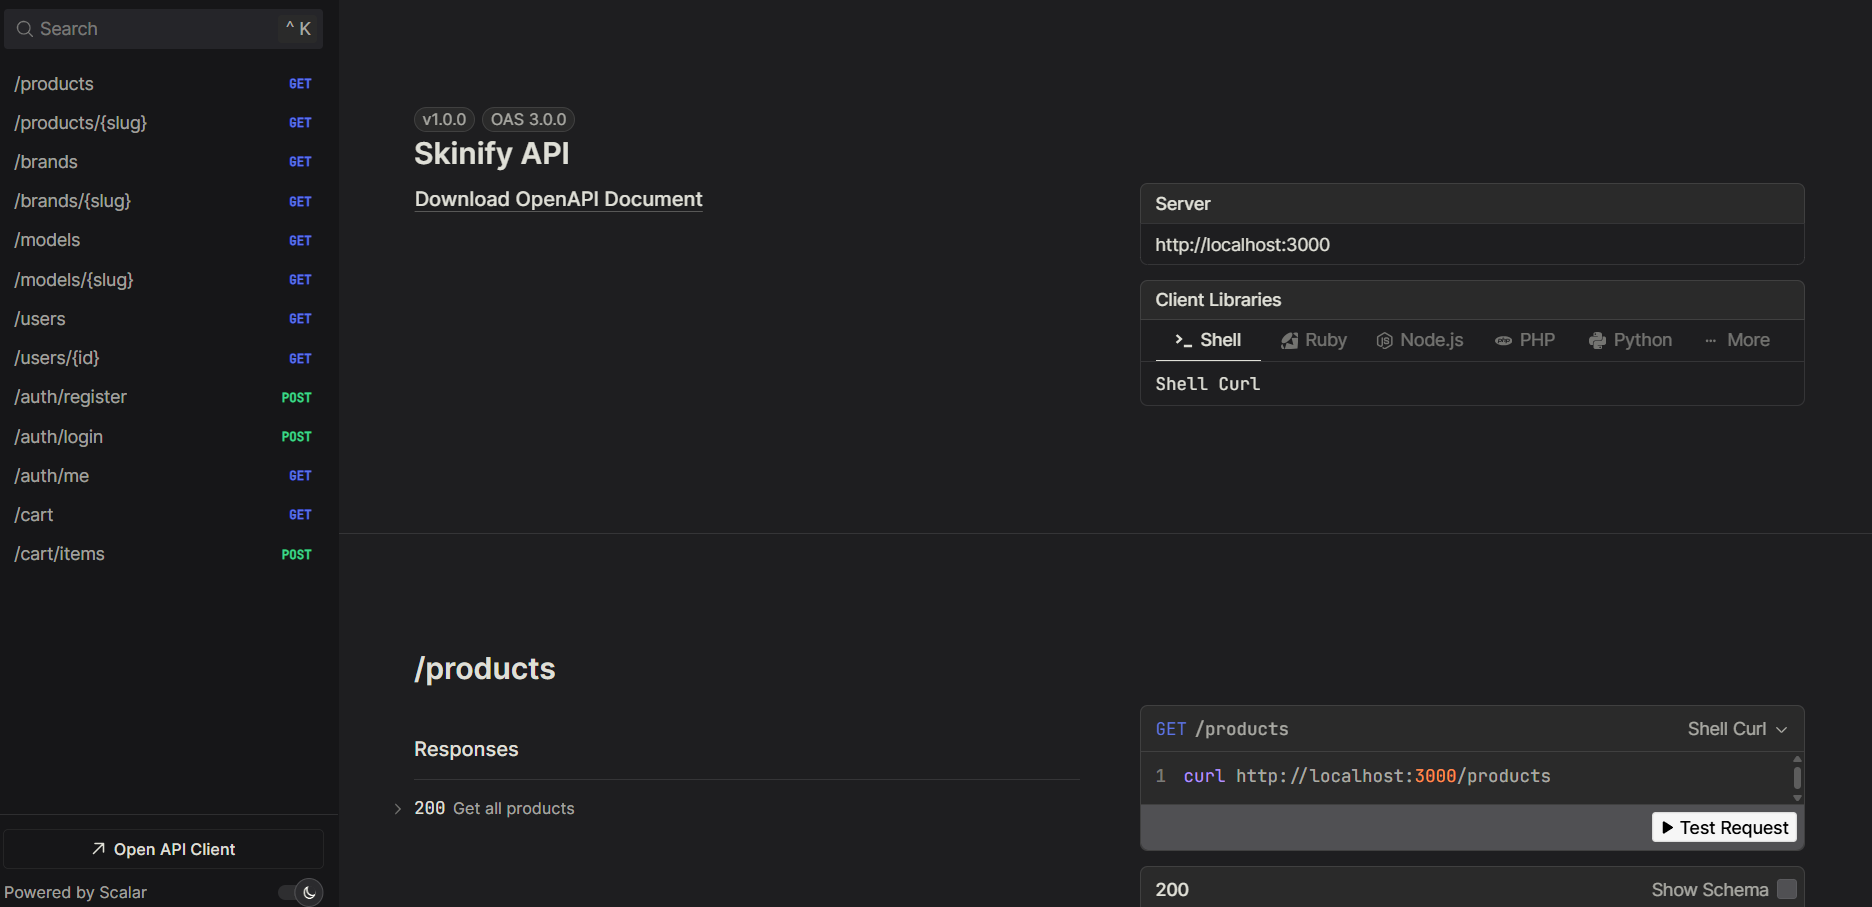 Search ^ K
/products GET
/products/{slug} GET
/brands GET
/brands/{slug} GET
/models GET
/models/{slug} GET
/users GET
/users/{id} GET
/auth/register POST
/auth/login POST
/auth/me GET
/cart GET
/cart/items POST
Open API Client
Powered by Scalar
v1.0.0 OAS 3.0.0
Skinify API
Download OpenAPI Document
Server
http://localhost:3000
Client Libraries
Shell Ruby Node.js PHP Python ... More
Shell Curl
/products
Responses
200 Get all products
GET /products Shell Curl
1 curl http://localhost:3000/products
Test Request
200 Show Schema